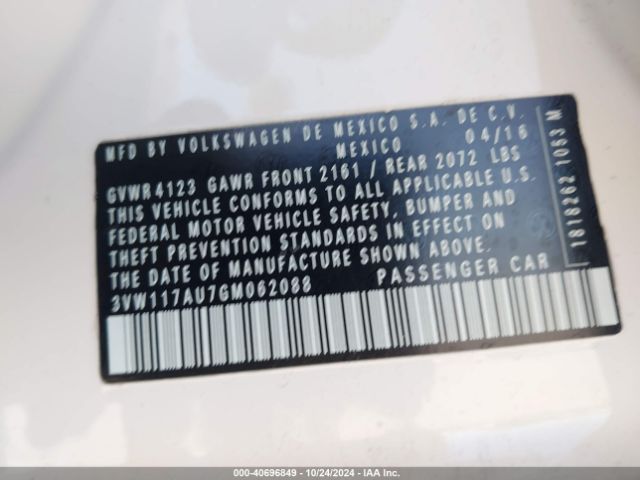 MFD BY VOLKSWAGEN DE MEXICO S.A. DE C.V.
MEXICO 04/16
GVWR 4123 GAWR FRONT 2161 / REAR 2072 LBS
THIS VEHICLE CONFORMS TO ALL APPLICABLE U.S.
FEDERAL MOTOR VEHICLE SAFETY, BUMPER AND
THEFT PREVENTION STANDARDS IN EFFECT ON
THE DATE OF MANUFACTURE SHOWN ABOVE.
3VW117AU7GM062088 PASSENGER CAR
1818262 1053 M
000-40696849 - 10/24/2024 - IAA Inc.